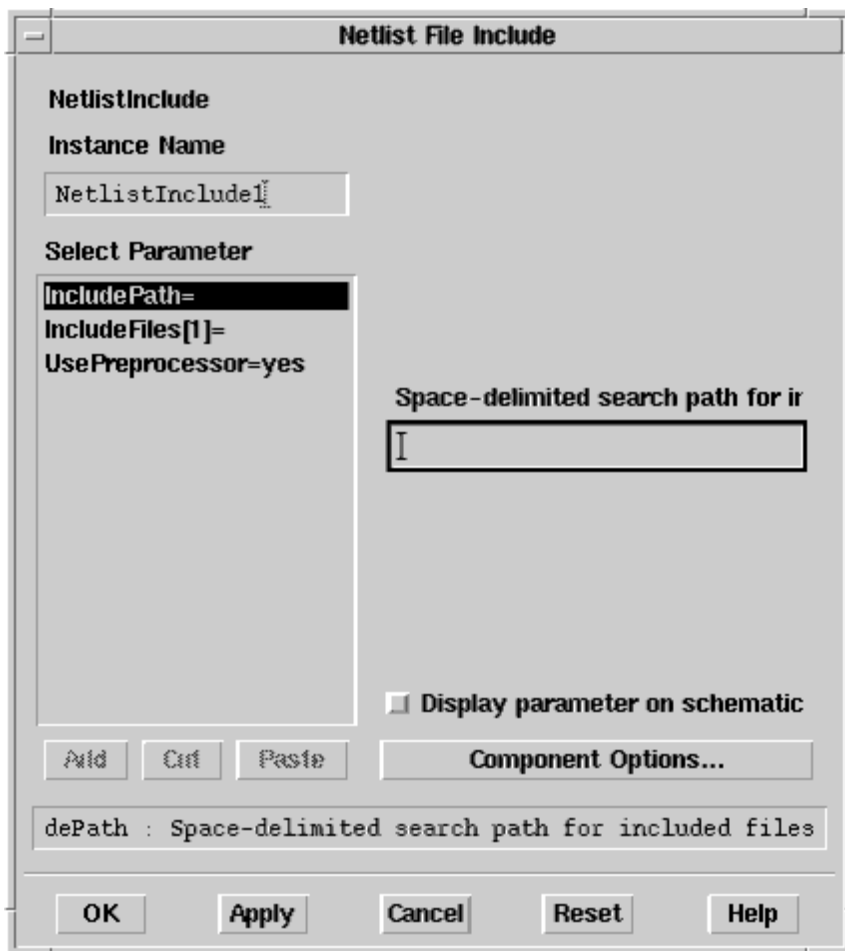 Netlist File Include
NetlistInclude
Instance Name
NetlistInclude1
Select Parameter
IncludePath=
IncludeFiles[1]=
UsePreprocessor=yes
Space-delimited search path for ir
Display parameter on schematic
Add Cut Paste Component Options...
dePath : Space-delimited search path for included files
OK Apply Cancel Reset Help